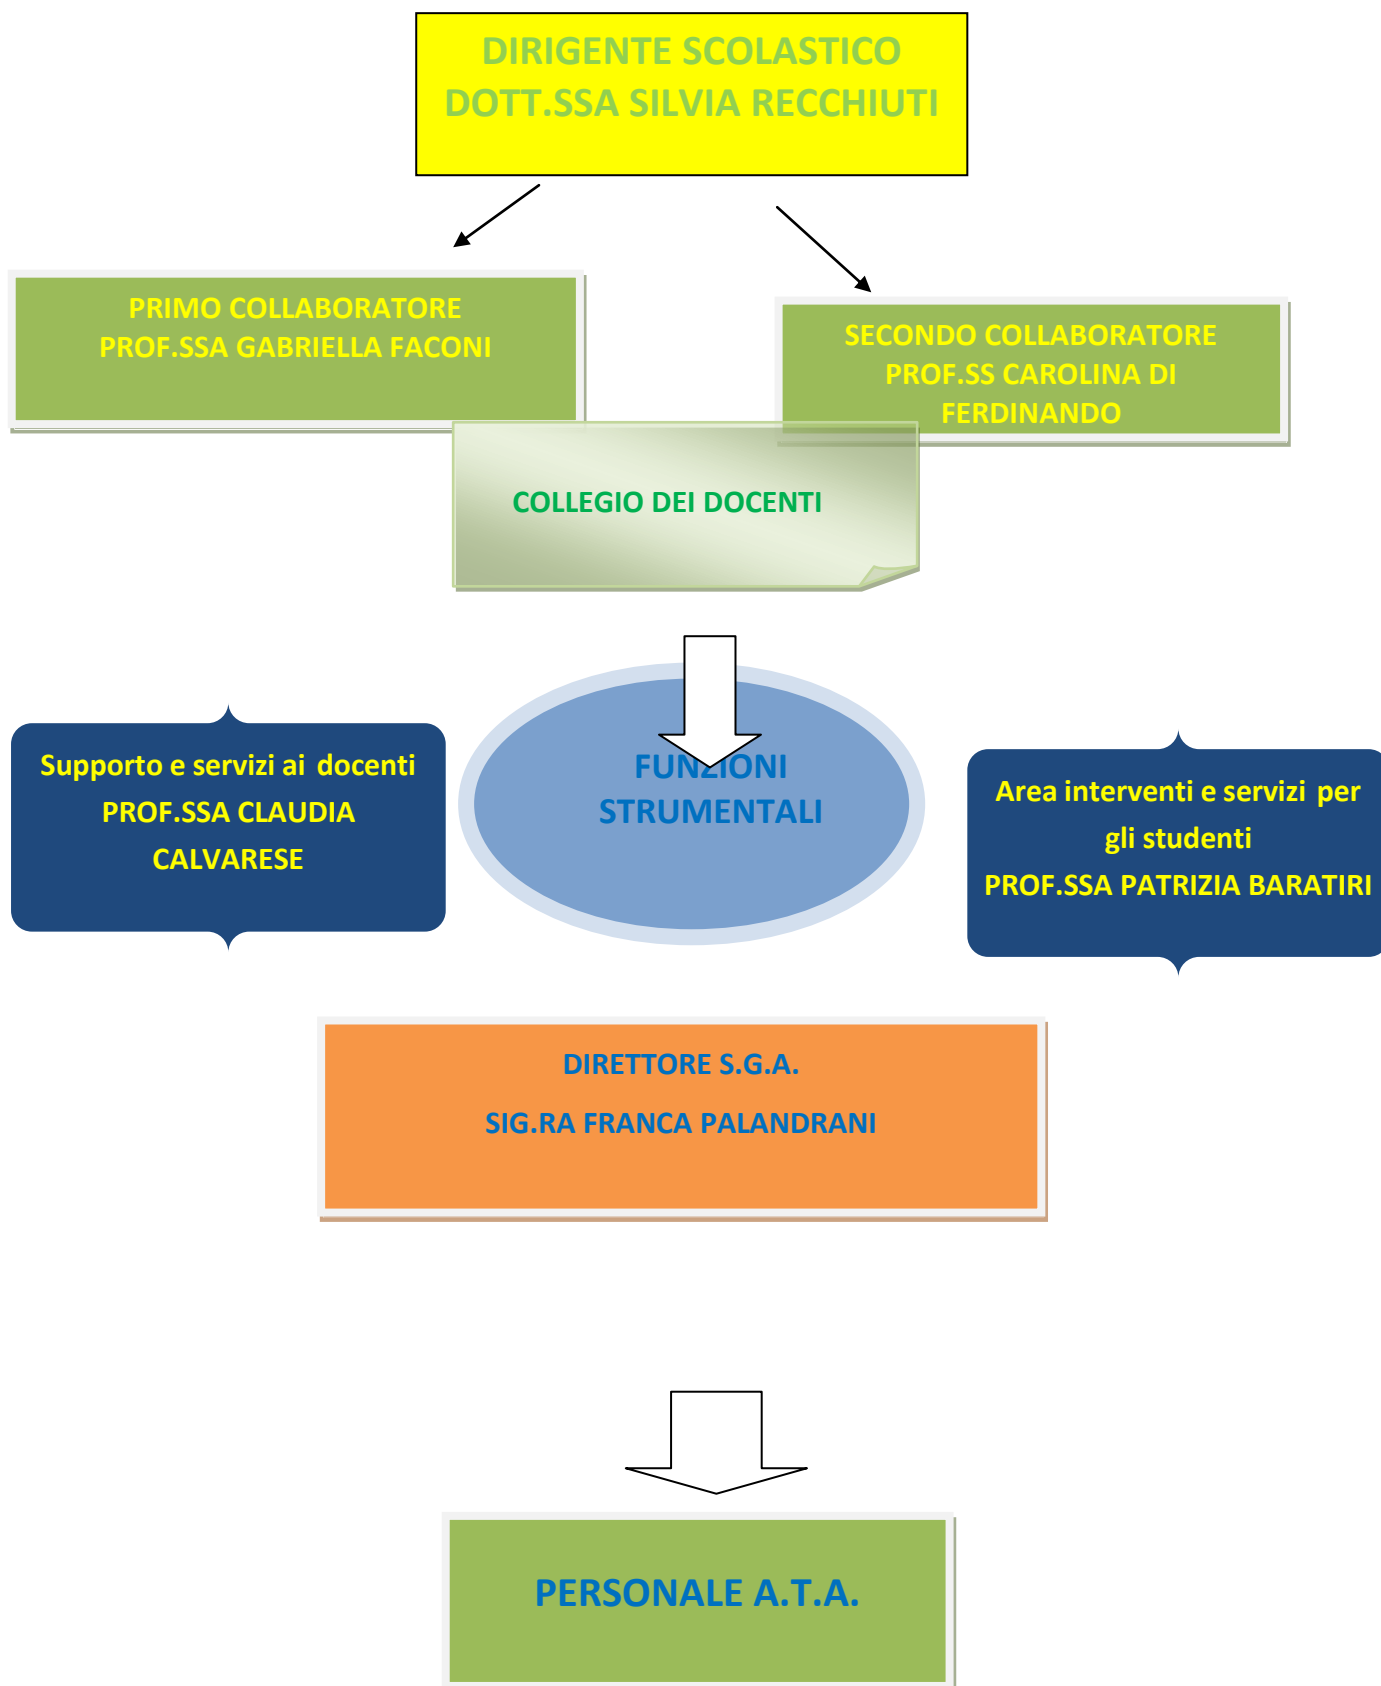 DIRIGENTE SCOLASTICO
DOTT.SSA SILVIA RECCHIUTI
PRIMO COLLABORATORE
PROF.SSA GABRIELLA FACONI
SECONDO COLLABORATORE
PROF.SS CAROLINA DI
FERDINANDO
COLLEGIO DEI DOCENTI
FUNZIONI
STRUMENTALI
Supporto e servizi ai docenti
PROF.SSA CLAUDIA
CALVARESE
Area interventi e servizi per
gli studenti
PROF.SSA PATRIZIA BARATIRI
DIRETTORE S.G.A.
SIG.RA FRANCA PALANDRANI
PERSONALE A.T.A.